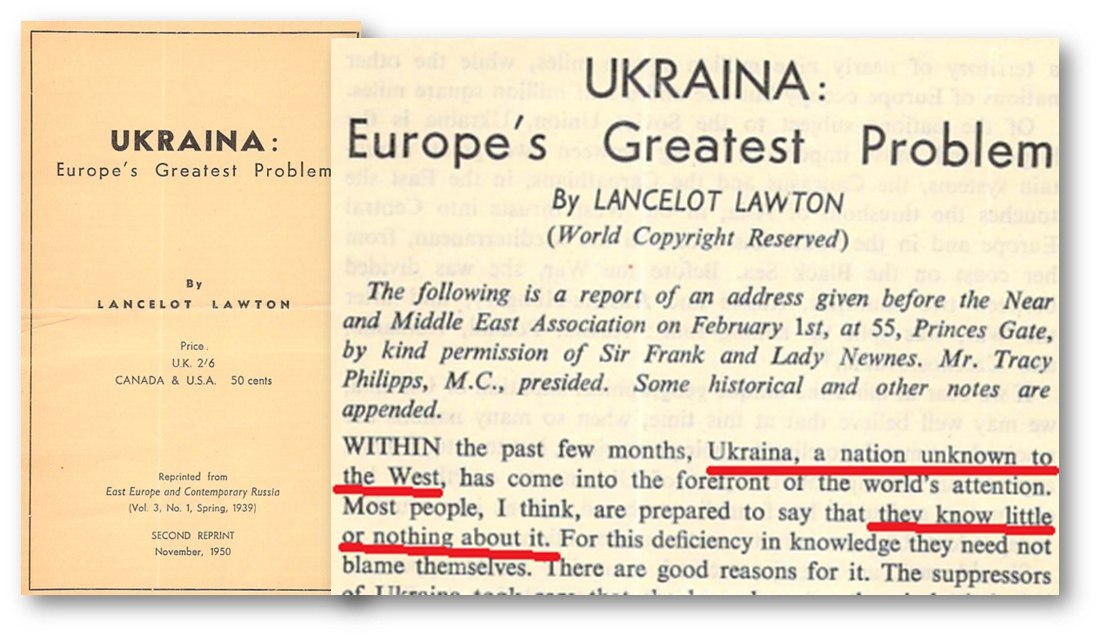 UKRAINA:
Europe's Greatest Problem
By
LANCELOT LAWTON
Price.
U.K. 2/6
CANADA & U.S.A. 50 cents
Reprinted from
East Europe and Contemporary Russia
(Vol. 3, No. 1, Spring, 1939)
SECOND REPRINT
November, 1950
UKRAINA:
Europe's Greatest Problem
By LANCELOT LAWTON
(World Copyright Reserved)
The following is a report of an address given before the Near
and Middle East Association on February 1st, at 55, Princes Gate,
by kind permission of Sir Frank and Lady Newnes. Mr. Tracy
Philipps, M.C., presided. Some historical and other notes are
appended.
WITHIN the past few months, Ukraina, a nation unknown to
the West, has come into the forefront of the world's attention.
Most people, I think, are prepared to say that they know little
or nothing about it. For this deficiency in knowledge they need not
blame themselves. There are good reasons for it. The suppressors
of Ukraine took